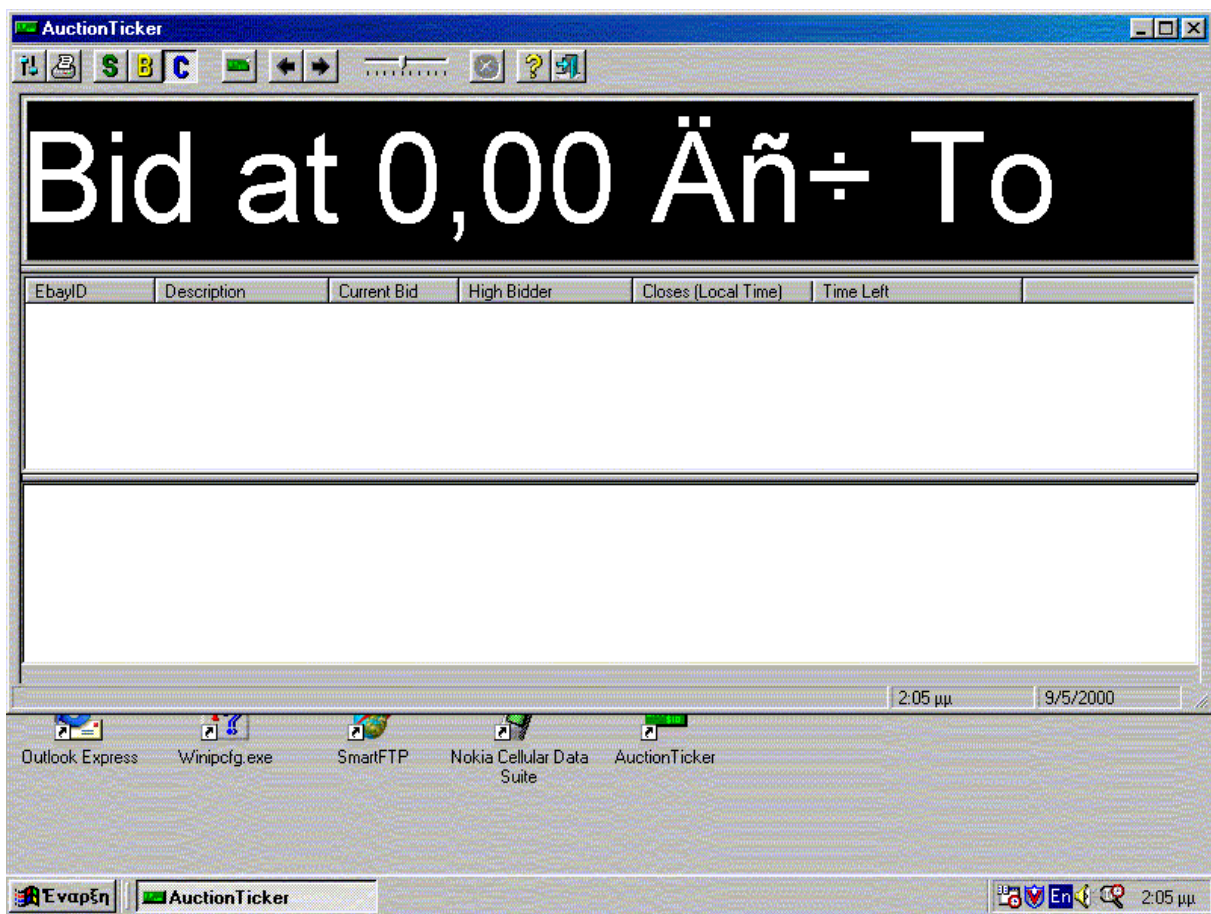 AuctionTicker
S B C
Bid at 0,00 Äñ÷ To
EbayID Description Current Bid High Bidder Closes (Local Time) Time Left
2:05 μμ 9/5/2000
Outlook Express Winipcfg.exe SmartFTP Nokia Cellular Data Suite AuctionTicker
Έναρξη AuctionTicker En 2:05 μμ